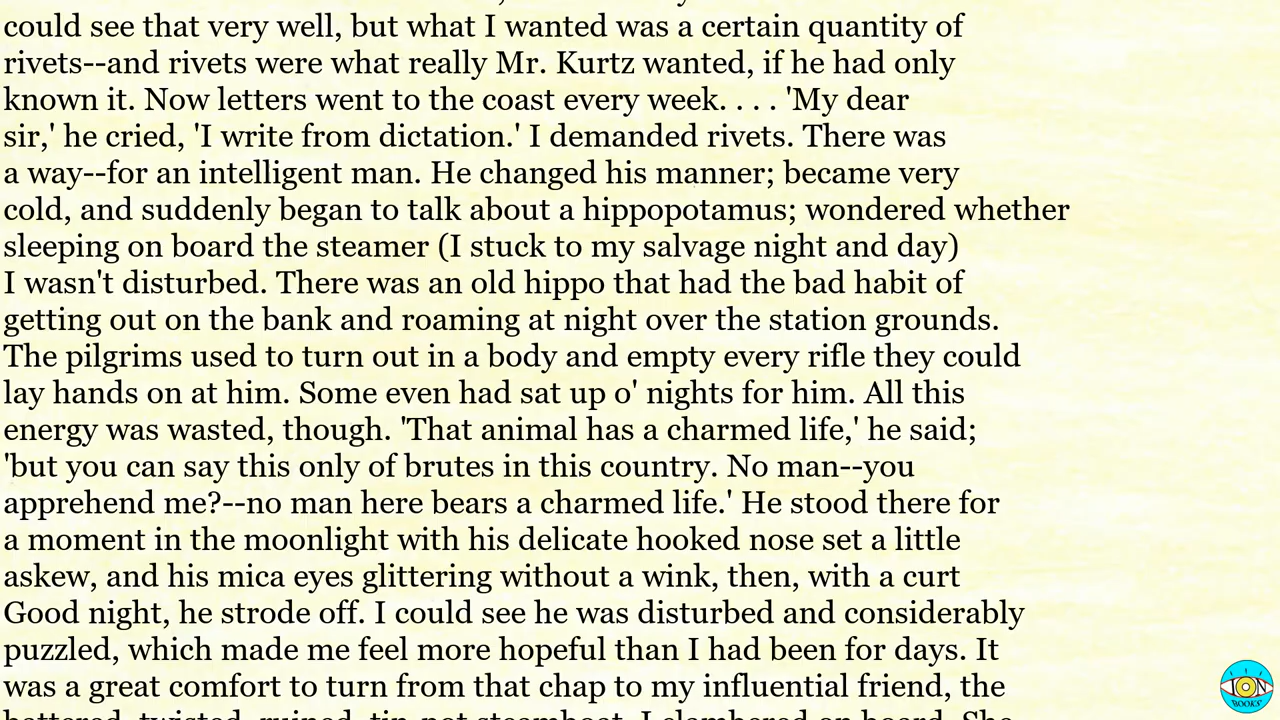 could see that very well, but what I wanted was a certain quantity of
rivets--and rivets were what really Mr. Kurtz wanted, if he had only
known it. Now letters went to the coast every week. . . . 'My dear
sir,' he cried, 'I write from dictation.' I demanded rivets. There was
a way--for an intelligent man. He changed his manner; became very
cold, and suddenly began to talk about a hippopotamus; wondered whether
sleeping on board the steamer (I stuck to my salvage night and day)
I wasn't disturbed. There was an old hippo that had the bad habit of
getting out on the bank and roaming at night over the station grounds.
The pilgrims used to turn out in a body and empty every rifle they could
lay hands on at him. Some even had sat up o' nights for him. All this
energy was wasted, though. 'That animal has a charmed life,' he said;
'but you can say this only of brutes in this country. No man--you
apprehend me?--no man here bears a charmed life.' He stood there for
a moment in the moonlight with his delicate hooked nose set a little
askew, and his mica eyes glittering without a wink, then, with a curt
Good night, he strode off. I could see he was disturbed and considerably
puzzled, which made me feel more hopeful than I had been for days. It
was a great comfort to turn from that chap to my influential friend, the
battered, twisted, ruined, tin-pot steamboat. I clambered on board. She
ION
BOOKS